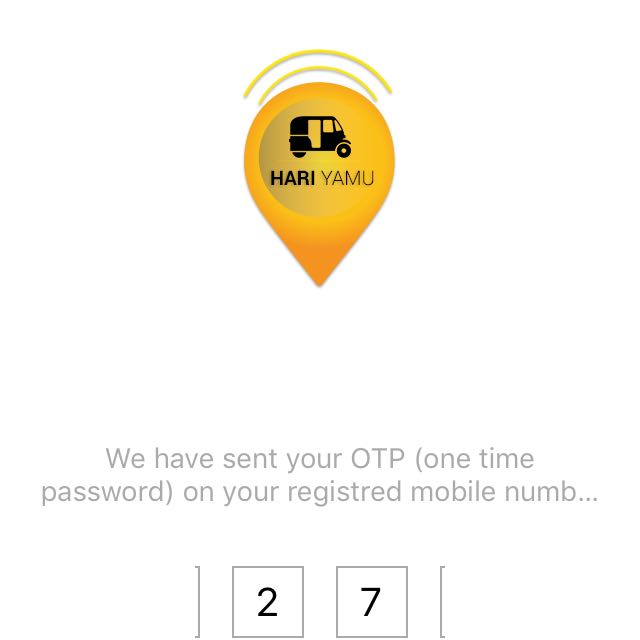 HARI YAMU
We have sent your OTP (one time
password) on your registred mobile numb...
2 7